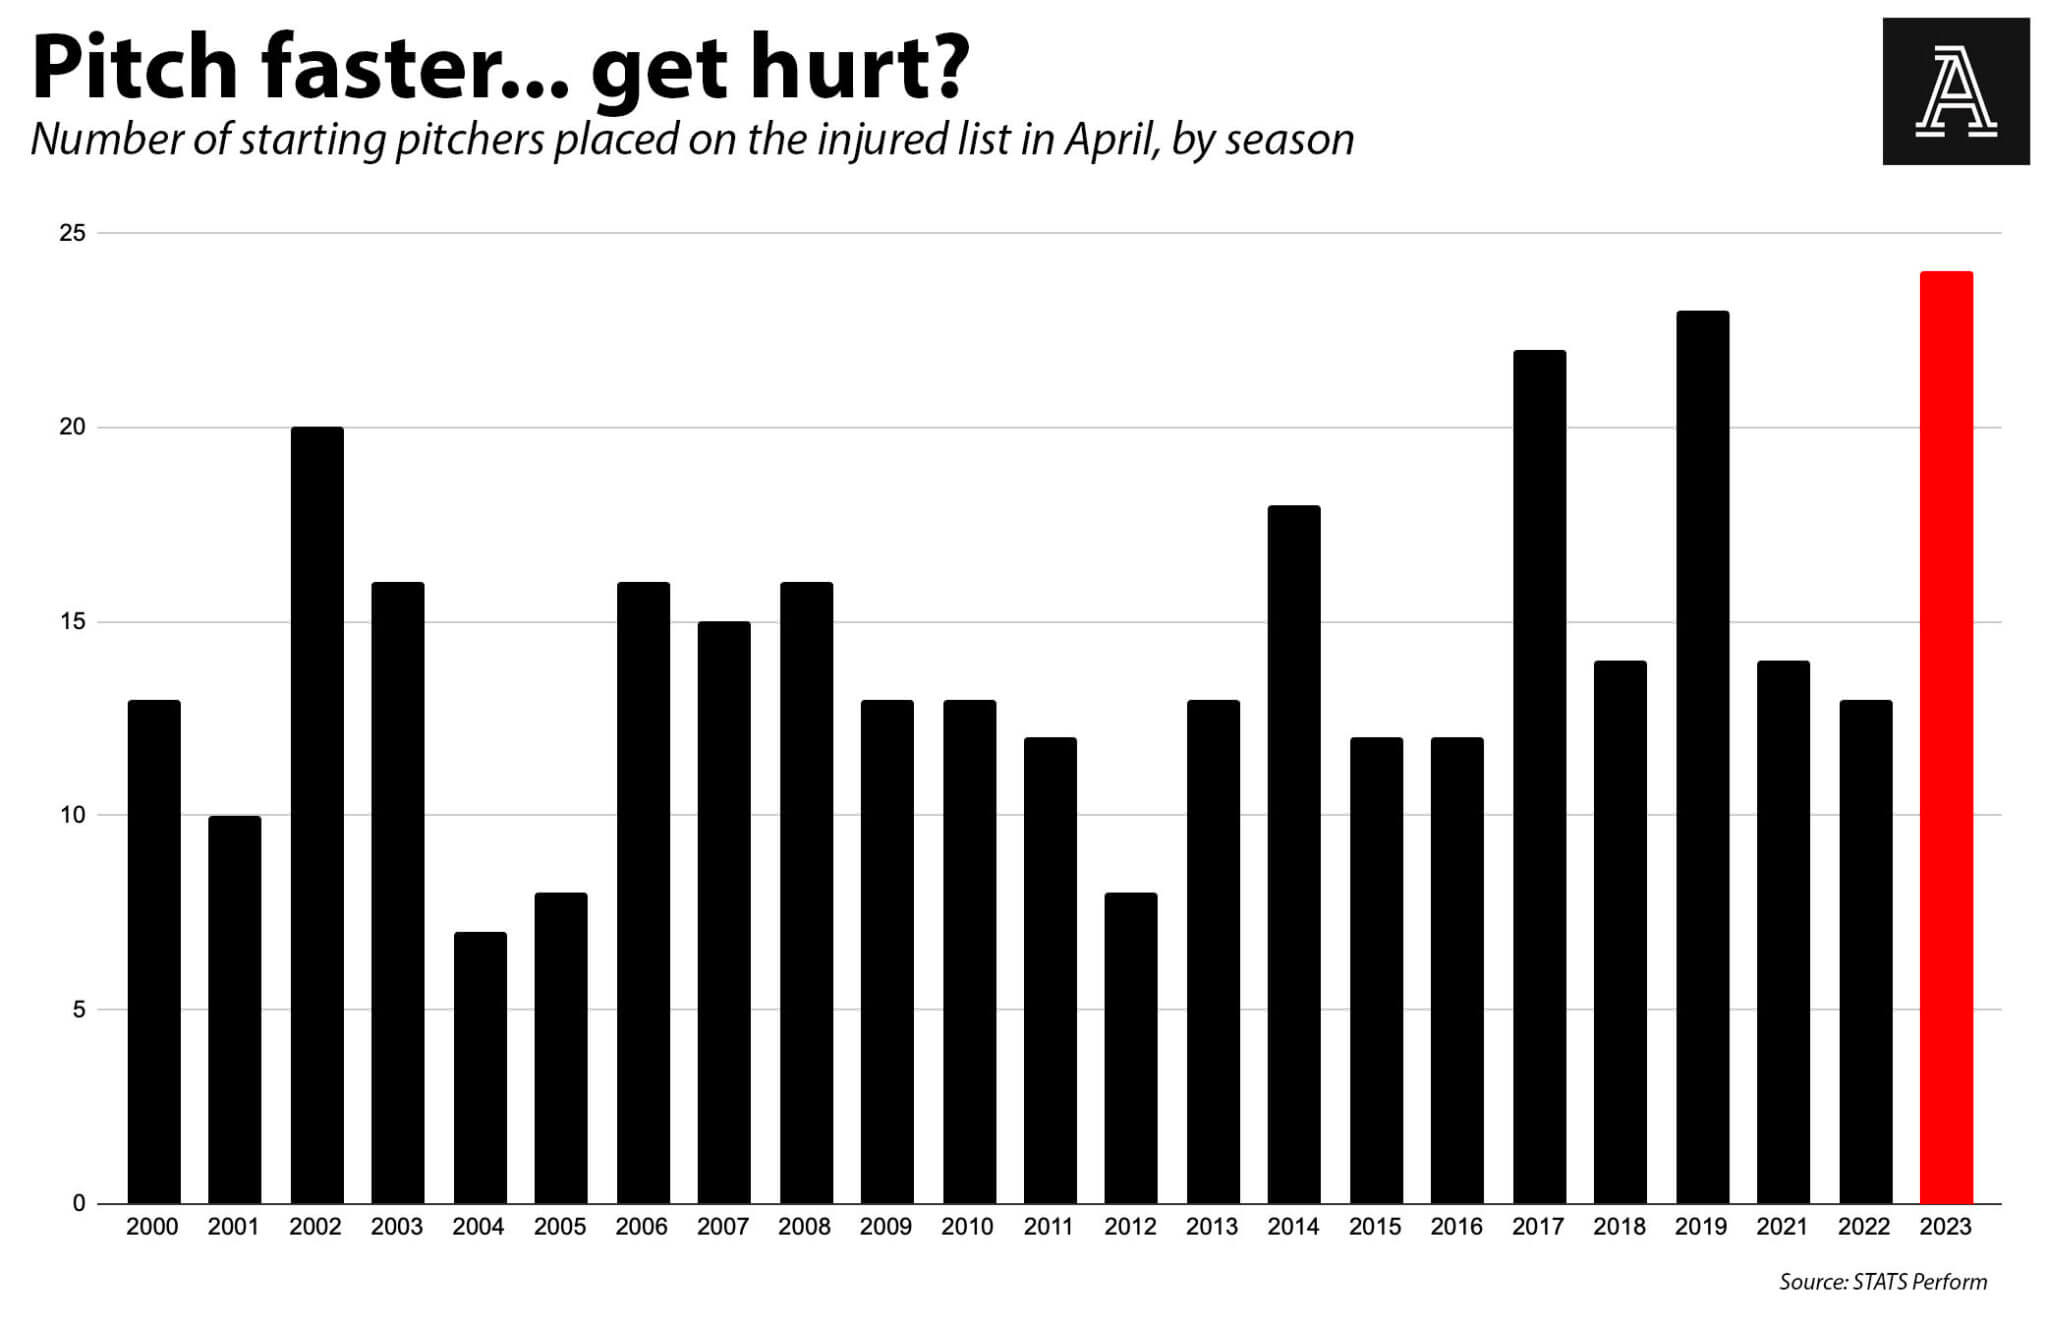 Pitch faster... get hurt?
Number of starting pitchers placed on the injured list in April, by season
A
25
20
15
10
5
0
2000 2001 2002 2003 2004 2005 2006 2007 2008 2009 2010 2011 2012 2013 2014 2015 2016 2017 2018 2019 2021 2022 2023
Source: STATS Perform